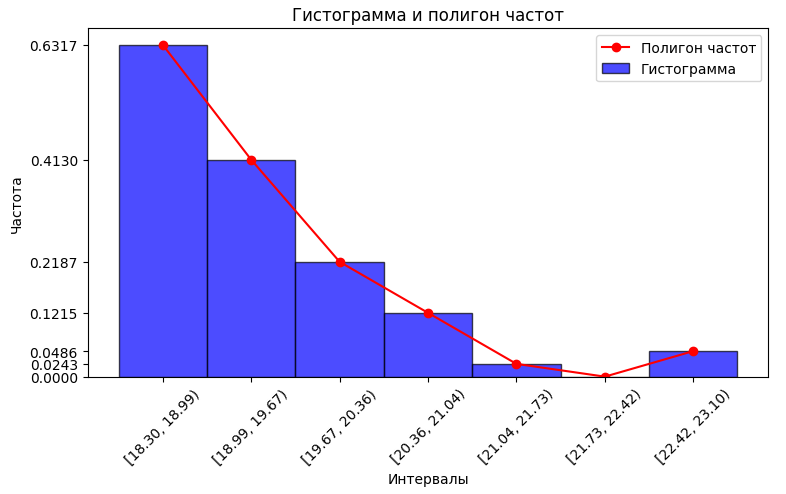 Гистограмма и полигон частот
Полигон частот
Гистограмма
Частота
0.6317
0.4130
0.2187
0.1215
0.0486
0.0243
0.0000
[18.30, 18.99)
[18.99, 19.67)
[19.67, 20.36)
[20.36, 21.04)
[21.04, 21.73)
[21.73, 22.42)
[22.42, 23.10)
Интервалы